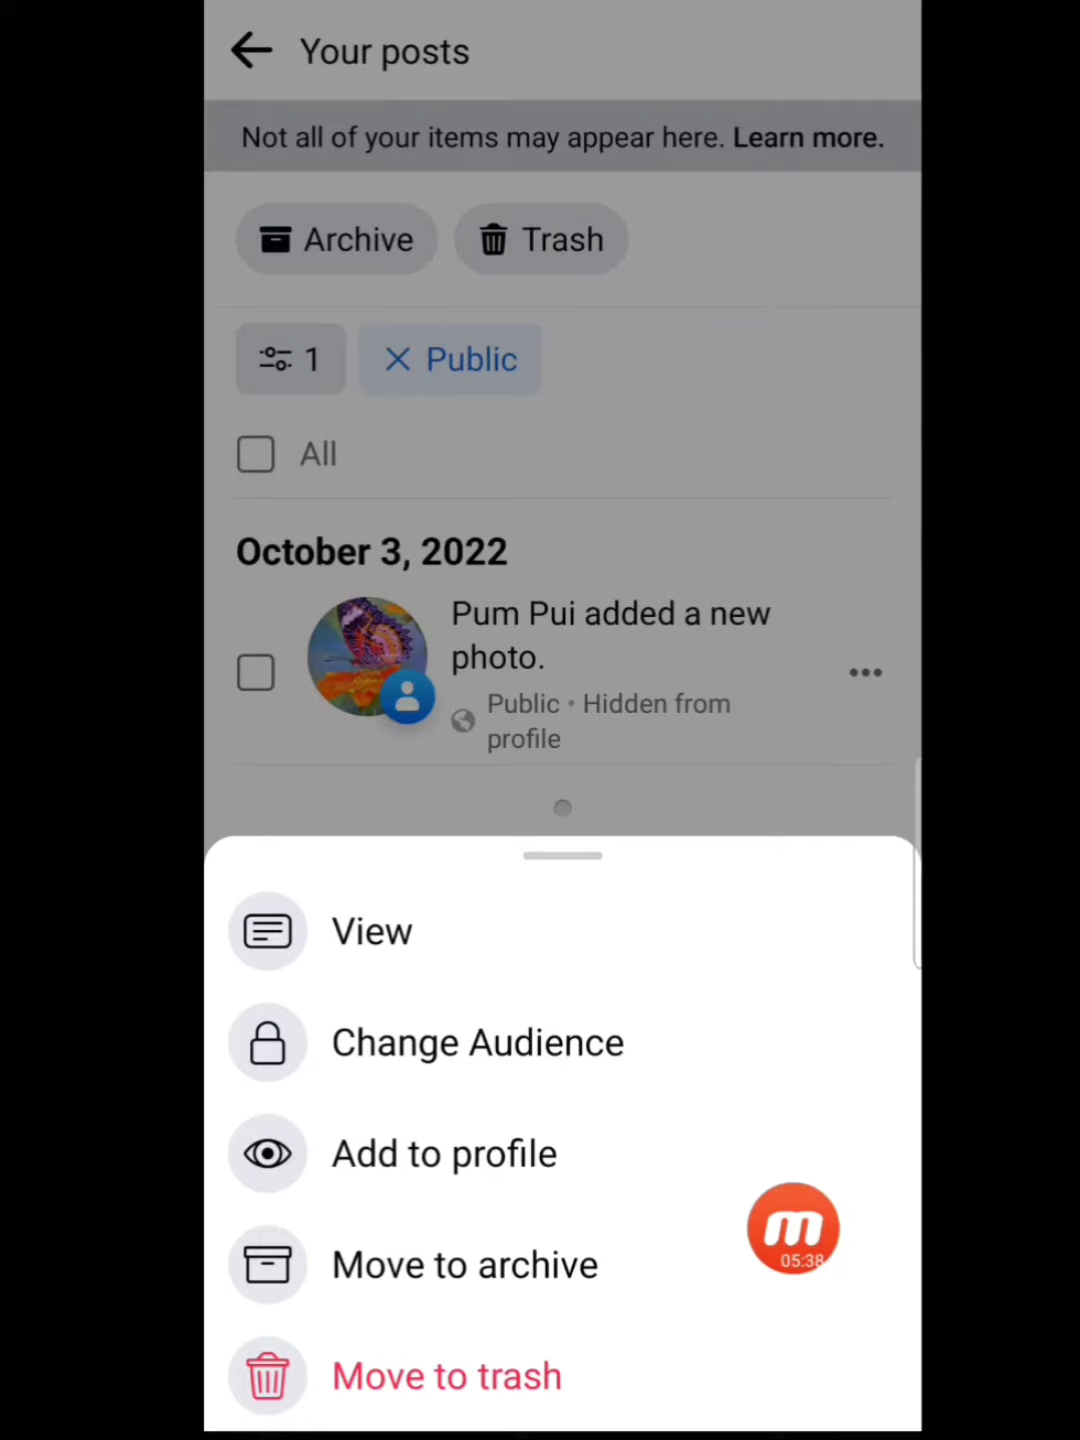 Your posts
Not all of your items may appear here. Learn more.
Archive
Trash
1
Public
All
October 3, 2022
Pum Pui added a new
photo.
Public • Hidden from
profile
View
Change Audience
Add to profile
Move to archive
m
05:38
Move to trash